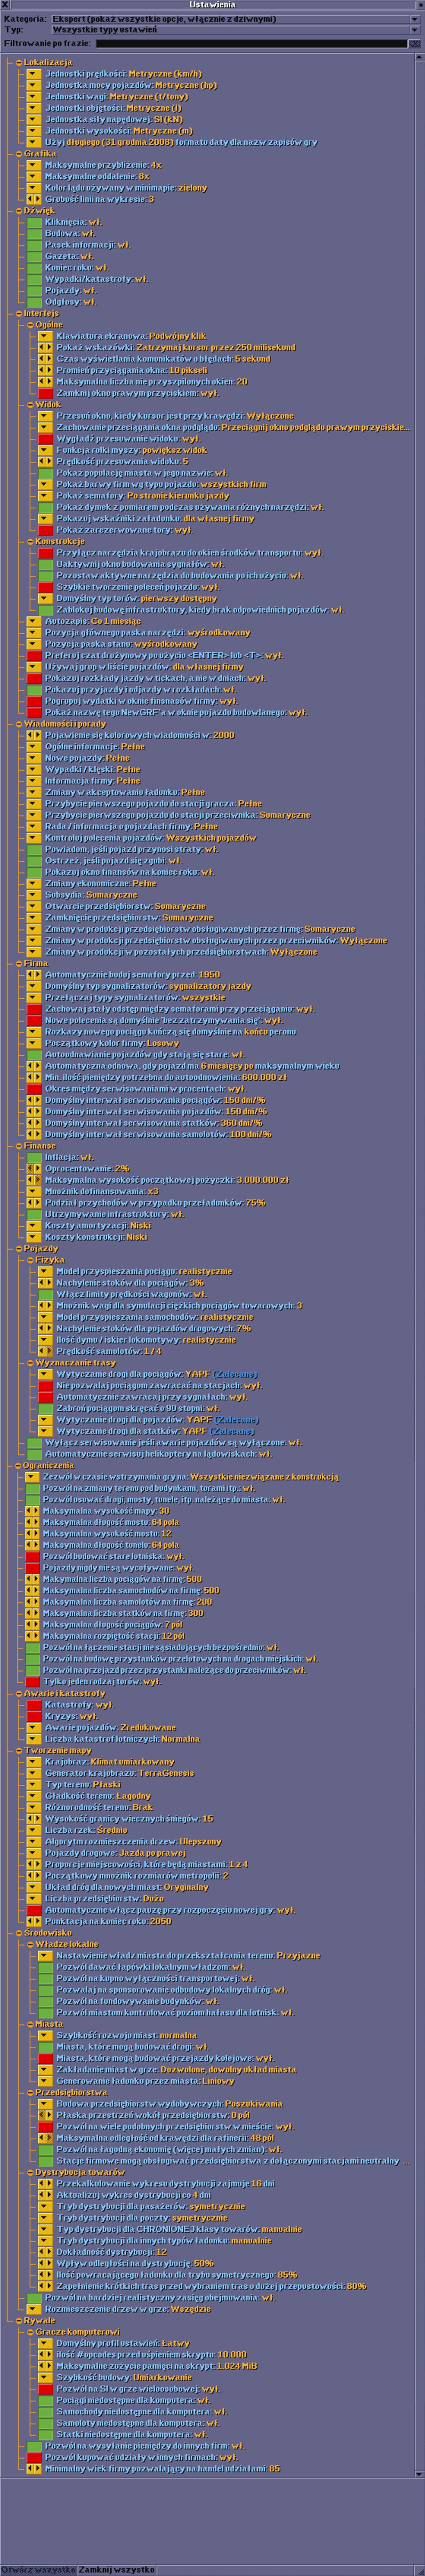 Ustawienia
Kategoria: Ekspert (pokaż wszystkie opcje, włącznie z dziwnymi)
Typ: Wszystkie typy ustawień
Filtrowanie po frazie:
Lokalizacja
Jednostki prędkości: Metryczne (km/h)
Jednostka mocy pojazdów: Metryczne (hp)
Jednostki wagi: Metryczne (t/tony)
Jednostki objętości: Metryczne (l)
Jednostka siły napędowej: SI (kN)
Jednostki wysokości: Metryczne (m)
Użyj długiego (31 grudnia 2008) formatu daty dla nazw zapisów gry
Grafika
Maksymalne przybliżenie: 4x
Maksymalne oddalenie: 8x
Kolor lądu używany w minimapie: zielony
Grubość linii na wykresie: 3
Dźwięk
Kliknięcia: wł.
Budowa: wł.
Pasek informacji: wł.
Gazeta: wł.
Koniec roku: wł.
Wypadki/katastrofy: wł.
Pojazdy: wł.
Odgłosy: wł.
Interfejs
Ogólne
Klawiatura ekranowa: Podwójny klik
Pokaż wskazówki: Zatrzymaj kursor przez 250 milisekund
Czas wyświetlania komunikatów o błędach: 5 sekund
Promień przyciągania okna: 10 pikseli
Maksymalna liczba nie przyszpilonych okien: 20
Zamknij okno prawym przyciskiem: wył.
Widok
Przesuń okno, kiedy kursor jest przy krawędzi: Wyłączone
Zachowanie przeciągania okna podglądu: Przeciągnij okno podglądu prawym przyciskie...
Wygładź przesuwanie widoku: wył.
Funkcja rolki myszy: powiększ widok
Prędkość przesuwania widoku: 5
Pokaż populację miasta w jego nazwie: wł.
Pokaż barwy firm wg typu pojazdu: wszystkich firm
Pokaż semafory: Po stronie kierunku jazdy
Pokaż dymek z pomiarem podczas używania różnych narzędzi: wł.
Pokazuj wskaźniki załadunku: dla własnej firmy
Pokaż zarezerwowane tory: wył.
Konstrukcje
Przyłącz narzędzia krajobrazu do okien środków transportu: wył.
Uaktywnij okno budowania sygnałów: wł.
Pozostaw aktywne narzędzia do budowania po ich użyciu: wł.
Szybkie tworzenie poleceń pojazdu: wył.
Domyślny typ torów: pierwszy dostępny
Zablokuj budowę infrastruktury, kiedy brak odpowiednich pojazdów: wł.
Autozapis: Co 1 miesiąc
Pozycja głównego paska narzędzi: wyśrodkowany
Pozycja paska stanu: wyśrodkowany
Preferuj czat drużynowy po użyciu <ENTER> lub <T>: wył.
Używaj grup w liście pojazdów: dla własnej firmy
Pokazuj rozkłady jazdy w tickach, a nie w dniach: wył.
Pokazuj przyjazdy i odjazdy w rozkładach: wł.
Pogrupuj wydatki w oknie finsnasów firmy: wył.
Pokaż nazwę tego NewGRF'a w oknie pojazdu budowlanego: wył.
Wiadomości i porady
Pojawienie się kolorowych wiadomości w: 2000
Ogólne informacje: Pełne
Nowe pojazdy: Pełne
Wypadki / klęski: Pełne
Informacja firmy: Pełne
Zmiany w akceptowaniu ładunku: Pełne
Przybycie pierwszego pojazdu do stacji gracza: Pełne
Przybycie pierwszego pojazdu do stacji przeciwnika: Sumaryczne
Rada / informacja o pojazdach firmy: Pełne
Kontroluj polecenia pojazdów: Wszystkich pojazdów
Powiadom, jeśli pojazd przynosi straty: wł.
Ostrzeż, jeśli pojazd się zgubi: wł.
Pokazuj okno finansów na koniec roku: wł.
Zmiany ekonomiczne: Pełne
Subsydia: Sumaryczne
Otwarcie przedsiębiorstw: Sumaryczne
Zamknięcie przedsiębiorstw: Sumaryczne
Zmiany w produkcji przedsiębiorstw obsługiwanych przez firmę: Sumaryczne
Zmiany w produkcji przedsiębiorstw obsługiwanych przez przeciwników: Wyłączone
Zmiany w produkcji w pozostałych przedsiębiorstwach: Wyłączone
Firma
Automatycznie buduj semafory przed: 1950
Domyślny typ sygnalizatorów: sygnalizatory jazdy
Przełączaj typy sygnalizatorów: wszystkie
Zachowaj stały odstęp między semaforami przy przeciąganiu: wył.
Nowe polecenia są domyślnie 'bez zatrzymywania się': wył.
Rozkazy nowego pociągu kończą się domyślnie na końcu peronu
Początkowy kolor firmy: Losowy
Autoodnawianie pojazdów gdy stają się stare: wł.
Automatyczna odnowa, gdy pojazd ma 6 miesięcy po maksymalnym wieku
Min. ilość pieniędzy potrzebna do autoodnowienia: 600.000 zł
Okres między serwisowaniami w procentach: wył.
Domyślny interwał serwisowania pociągów: 150 dni/%
Domyślny interwał serwisowania pojazdów: 150 dni/%
Domyślny interwał serwisowania statków: 360 dni/%
Domyślny interwał serwisowania samolotów: 100 dni/%
Finanse
Inflacja: wł.
Oprocentowanie: 2%
Maksymalna wysokość początkowej pożyczki: 3.000.000 zł
Mnożnik dofinansowania: x3
Podział przychodów w przypadku przeładunków: 75%
Utrzymywanie infrastruktury: wł.
Koszty amortyzacji: Niski
Koszty konstrukcji: Niski
Pojazdy
Fizyka
Model przyspieszania pociągu: realistycznie
Nachylenie stoków dla pociągów: 3%
Włącz limity prędkości wagonów: wł.
Mnożnik wagi dla symulacji ciężkich pociągów towarowych: 3
Model przyspieszania samochodów: realistycznie
Nachylenie stoków dla pojazdów drogowych: 7%
Ilość dymu / iskier lokomotywy: realistycznie
Prędkość samolotów: 1 / 4
Wyznaczanie trasy
Wytyczanie drogi dla pociągów: YAPF (Zalecane)
Nie pozwalaj pociągom zawracać na stacjach: wył.
Automatycznie zawracaj przy sygnałach: wył.
Zabroń pociągom skręcać o 90 stopni: wł.
Wytyczanie drogi dla pojazdów: YAPF (Zalecane)
Wytyczanie drogi dla statków: YAPF (Zalecane)
Wyłącz serwisowanie jeśli awarie pojazdów są wyłączone: wł.
Automatycznie serwisuj helikoptery na lądowiskach: wł.
Ograniczenia
Zezwól w czasie wstrzymania gry na: Wszystkie niezwiązane z konstrukcją
Pozwól na zmiany terenu pod budynkami, torami itp.: wł.
Pozwól usuwać drogi, mosty, tunele, itp. należące do miasta: wł.
Maksymalna wysokość mapy: 30
Maksymalna długość mostu: 64 pola
Maksymalna wysokość mostu: 12
Maksymalna długość tunelu: 64 pola
Pozwól budować stare lotniska: wył.
Pojazdy nigdy nie są wycofywane: wył.
Makymalna liczba pociągów na firmę: 500
Maksymalna liczba samochodów na firmę: 500
Maksymalna liczba samolotów na firmę: 200
Maksymalna liczba statków na firmę: 300
Maksymalna długość pociągów: 7 pól
Maksymalna rozpiętość stacji: 12 pól
Pozwól na łączenie stacji nie sąsiadujących bezpośrednio: wł.
Pozwól na budowę przystanków przelotowych na drogach miejskich: wł.
Pozwól na przejazd przez przystanki należące do przeciwników: wł.
Tylko jeden rodzaj torów: wył.
Awarie i katastrofy
Katastrofy: wył.
Kryzys: wył.
Awarie pojazdów: Zredukowane
Liczba katastrof lotniczych: Normalna
Tworzenie mapy
Krajobraz: Klimat umiarkowany
Generator krajobrazu: TerraGenesis
Typ terenu: Płaski
Gładkość terenu: Łagodny
Różnorodność terenu: Brak
Wysokość granicy wiecznych śniegów: 15
Liczba rzek: Średnio
Algorytm rozmieszczenia drzew: Ulepszony
Pojazdy drogowe: Jazda po prawej
Proporcje miejscowości, które będą miastami: 1 z 4
Początkowy mnożnik rozmiarów metropolii: 2
Układ dróg dla nowych miast: Oryginalny
Liczba przedsiębiorstw: Dużo
Automatycznie włącz pauzę przy rozpoczęciu nowej gry: wył.
Punktacja na koniec roku: 2050
Środowisko
Władze lokalne
Nastawienie władz miasta do przekształcania terenu: Przyjazne
Pozwól dawać łapówki lokalnym władzom: wł.
Pozwól na kupno wyłączności transportowej: wł.
Pozwalaj na sponsorowanie odbudowy lokalnych dróg: wł.
Pozwól na fundowywanie budynków: wł.
Pozwól miastom kontrolować poziom hałasu dla lotnisk: wł.
Miasta
Szybkość rozwoju miast: normalna
Miasta, które mogą budować drogi: wł.
Miasta, które mogą budować przejazdy kolejowe: wył.
Zakładanie miast w grze: Dozwolone, dowolny układ miasta
Generowanie ładunku przez miasta: Liniowy
Przedsiębiorstwa
Budowa przedsiębiorstw wydobywczych: Poszukiwania
Płaska przestrzeń wokół przedsiębiorstw: 0 pól
Pozwól na wiele podobnych przedsiębiorstw w mieście: wył.
Maksymalna odległość od krawędzi dla rafinerii: 48 pól
Pozwól na łagodną ekonomię (więcej małych zmian): wł.
Stacje firmowe mogą obsługiwać przedsiębiorstwa z dołączonymi stacjami neutralny ...
Dystrybucja towarów
Przekalkulowanie wykresu dystrybucji zajmuje 16 dni
Aktualizuj wykres dystrybucji co 4 dni
Tryb dystrybucji dla pasażerów: symetrycznie
Tryb dystrybucji dla poczty: symetrycznie
Typ dystrybucji dla CHRONIONEJ klasy towarów: manualnie
Tryb dystrybucji dla innych typów ładunku: manualnie
Dokładność dystrybucji: 12
Wpływ odległości na dystrybucję: 50%
Ilość powracającego ładunku dla trybu symetrycznego: 85%
Zapełnienie krótkich tras przed wybraniem tras o dużej przepustowości: 80%
Pozwól na bardziej realistyczny zasięg obejmowania: wł.
Rozmieszczenie drzew w grze: Wszędzie
Rywale
Gracze komputerowi
Domyślny profil ustawień: Łatwy
ilość #opcodes przed uśpieniem skryptu: 10.000
Maksymalne zużycie pamięci na skrypt: 1.024 MiB
Szybkość budowy: Umiarkowanie
Pozwól na SI w grze wieloosobowej: wył.
Pociągi niedostępne dla komputera: wł.
Samochody niedostępne dla komputera: wł.
Samoloty niedostępne dla komputera: wł.
Statki niedostępne dla komputera: wł.
Pozwól na wysyłanie pieniędzy do innych firm: wł.
Pozwól kupować udziały w innych firmach: wył.
Minimalny wiek firmy pozwalający na handel udziałami: 85
Otwórz wszystko Zamknij wszystko